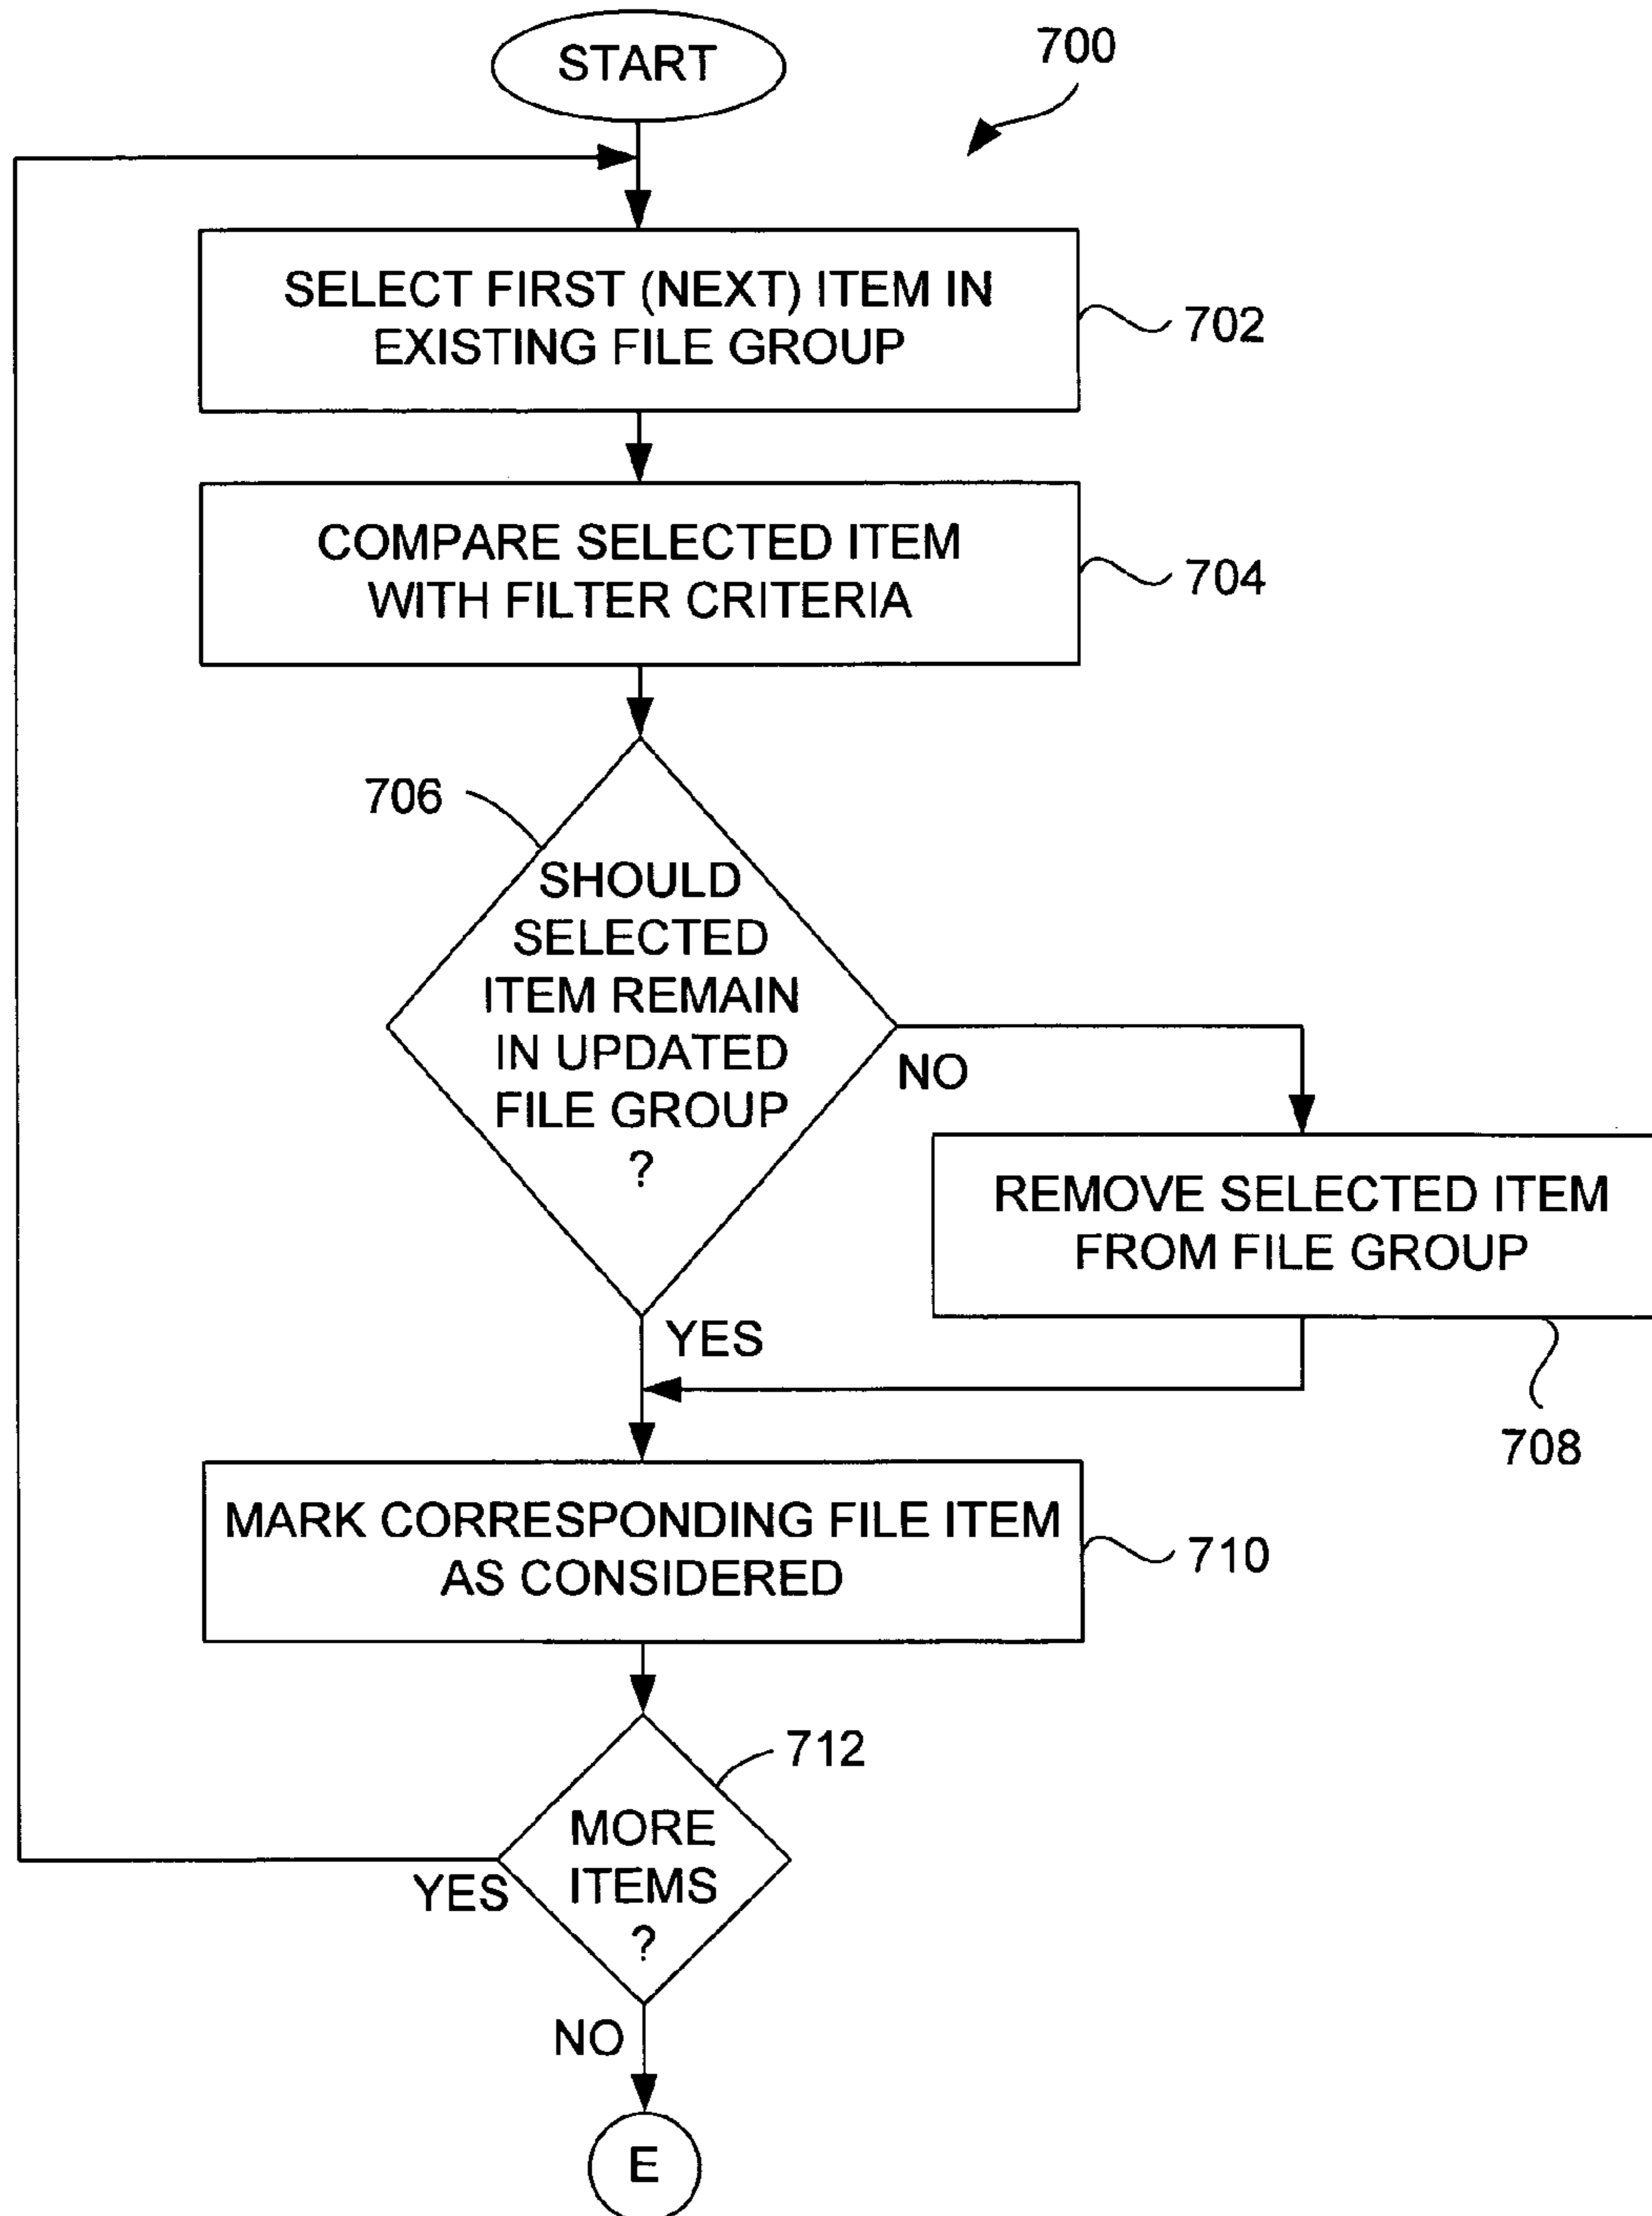 START
700
SELECT FIRST (NEXT) ITEM IN
EXISTING FILE GROUP
702
COMPARE SELECTED ITEM
WITH FILTER CRITERIA
704
706
SHOULD
SELECTED
ITEM REMAIN
IN UPDATED
FILE GROUP
?
NO
REMOVE SELECTED ITEM
FROM FILE GROUP
YES
708
MARK CORRESPONDING FILE ITEM
AS CONSIDERED
710
712
MORE
ITEMS
?
YES
NO
E